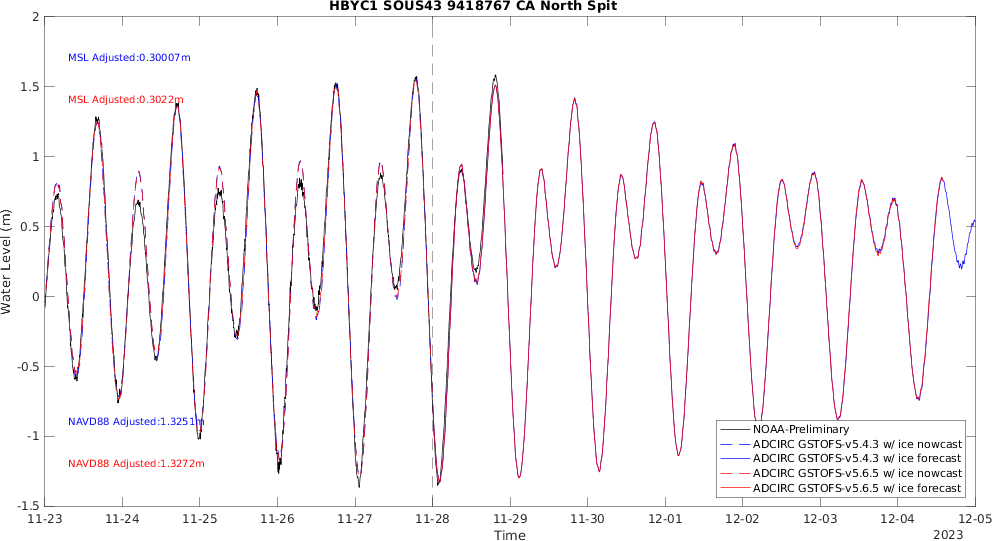 HBYC1 SOUS43 9418767 CA North Spit
2
1.5
1
0.5
0
-0.5
-1
-1.5
Water Level (m)
MSL Adjusted:0.30007m
MSL Adjusted:0.3022m
NAVD88 Adjusted:1.3251m
NAVD88 Adjusted:1.3272m
NOAA-Preliminary
ADCIRC GSTOFS-v5.4.3 w/ ice nowcast
ADCIRC GSTOFS-v5.4.3 w/ ice forecast
ADCIRC GSTOFS-v5.6.5 w/ ice nowcast
ADCIRC GSTOFS-v5.6.5 w/ ice forecast
11-23 11-24 11-25 11-26 11-27 11-28 11-29 11-30 12-01 12-02 12-03 12-04 12-05
Time
2023